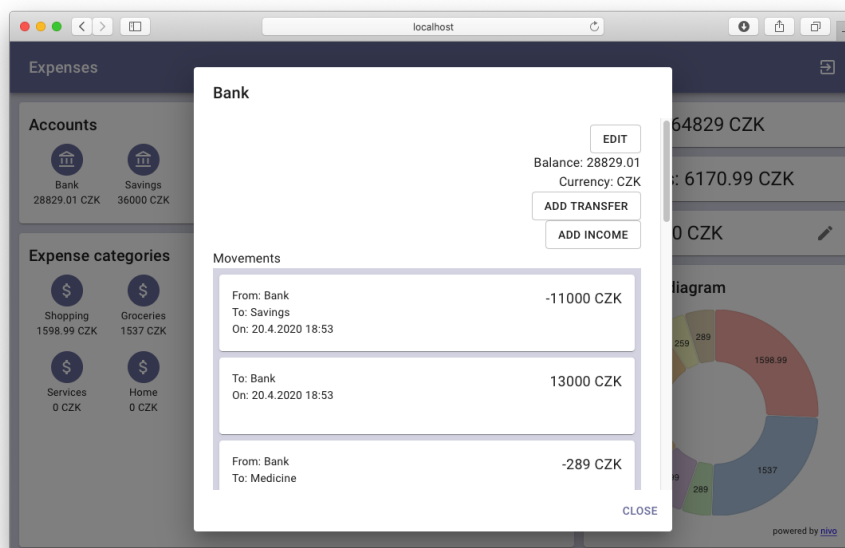 localhost
Expenses
Accounts
Bank
28829.01 CZK
Savings
36000 CZK
Expense categories
Shopping
1598.99 CZK
Groceries
1537 CZK
Services
0 CZK
Home
0 CZK
Bank
EDIT
Balance: 28829.01
Currency: CZK
ADD TRANSFER
ADD INCOME
Movements
From: Bank
To: Savings
On: 20.4.2020 18:53
-11000 CZK
To: Bank
On: 20.4.2020 18:53
13000 CZK
From: Bank
To: Medicine
-289 CZK
CLOSE
64829 CZK
: 6170.99 CZK
0 CZK
diagram
259
289
1598.99
1537
289
99
powered by nivo